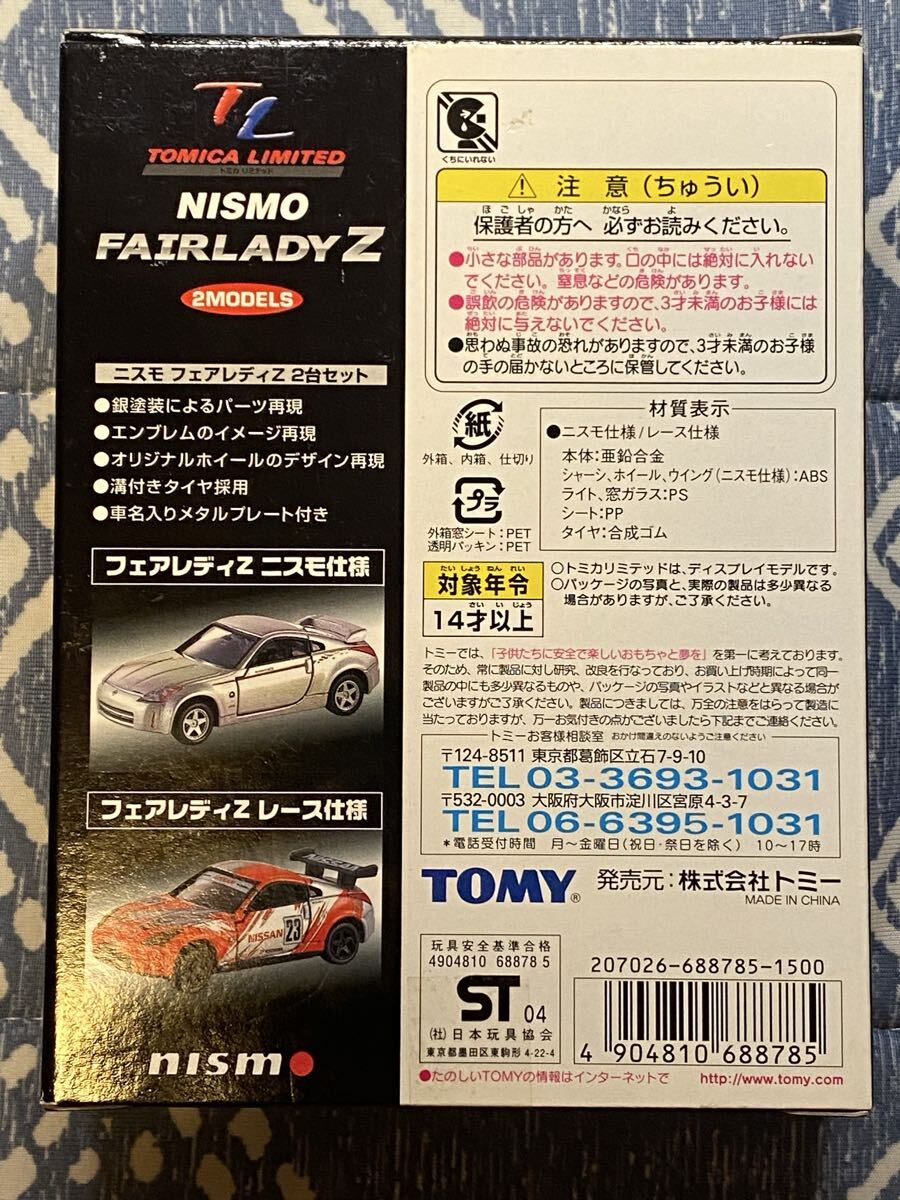 TL
TOMICA LIMITED
トミカ リミテッド
NISMO
FAIRLADY Z
2MODELS
ニスモ フェアレディZ 2台セット
●銀塗装によるパーツ再現
●エンブレムのイメージ再現
●オリジナルホイールのデザイン再現
●溝付きタイヤ採用
●車名入りメタルプレート付き
フェアレディZ ニスモ仕様
フェアレディZ レース仕様
NISSAN
23
nismo
くちにいれない
⚠ 注 意（ちゅうい）
保護者の方へ 必ずお読みください。
●小さな部品があります。口の中には絶対に入れない
でください。窒息などの危険があります。
●誤飲の危険がありますので、3才未満のお子様には
絶対に与えないでください。
●思わぬ事故の恐れがありますので、3才未満のお子様
の手の届かないところに保管してください。
紙
外箱、内箱、仕切り
プラ
外箱窓シート：PET
透明パッキン：PET
材質表示
●ニスモ仕様/レース仕様
本体：亜鉛合金
シャーシ、ホイール、ウイング（ニスモ仕様）：ABS
ライト、窓ガラス：PS
シート：PP
タイヤ：合成ゴム
たい しょう ねん れい
対象年令
さい い じょう
14才以上
○トミカリミテッドは、ディスプレイモデルです。
○パッケージの写真と、実際の製品は多少異なる
場合がありますが、ご了承ください。
トミーでは、「子供たちに安全で楽しいおもちゃと夢を」を第一に考えております。
そのため、常に製品に対し研究、改良を行なっており、お買い上げ時期によって同一
製品の中にも多少異なるものや、パッケージの写真やイラストなどと異なる場合が
ございますがご了承ください。製品につきましては、万全の注意をはらって製造に
当たっておりますが、万一お気付きの点がございましたら下記までご連絡ください。
トミーお客様相談室 おかけ間違えのないようご注意ください
〒124-8511 東京都葛飾区立石7-9-10
TEL 03-3693-1031
〒532-0003 大阪府大阪市淀川区宮原4-3-7
TEL 06-6395-1031
＊電話受付時間 月～金曜日（祝日・祭日を除く） 10～17時
TOMY® 発売元：株式会社トミー
MADE IN CHINA
玩具安全基準合格
4904810 68878 5
ST 04
（社）日本玩具協会
東京都墨田区東駒形 4-22-4
207026-688785-1500
4 904810 688785
●たのしいTOMYの情報はインターネットで http://www.tomy.com/